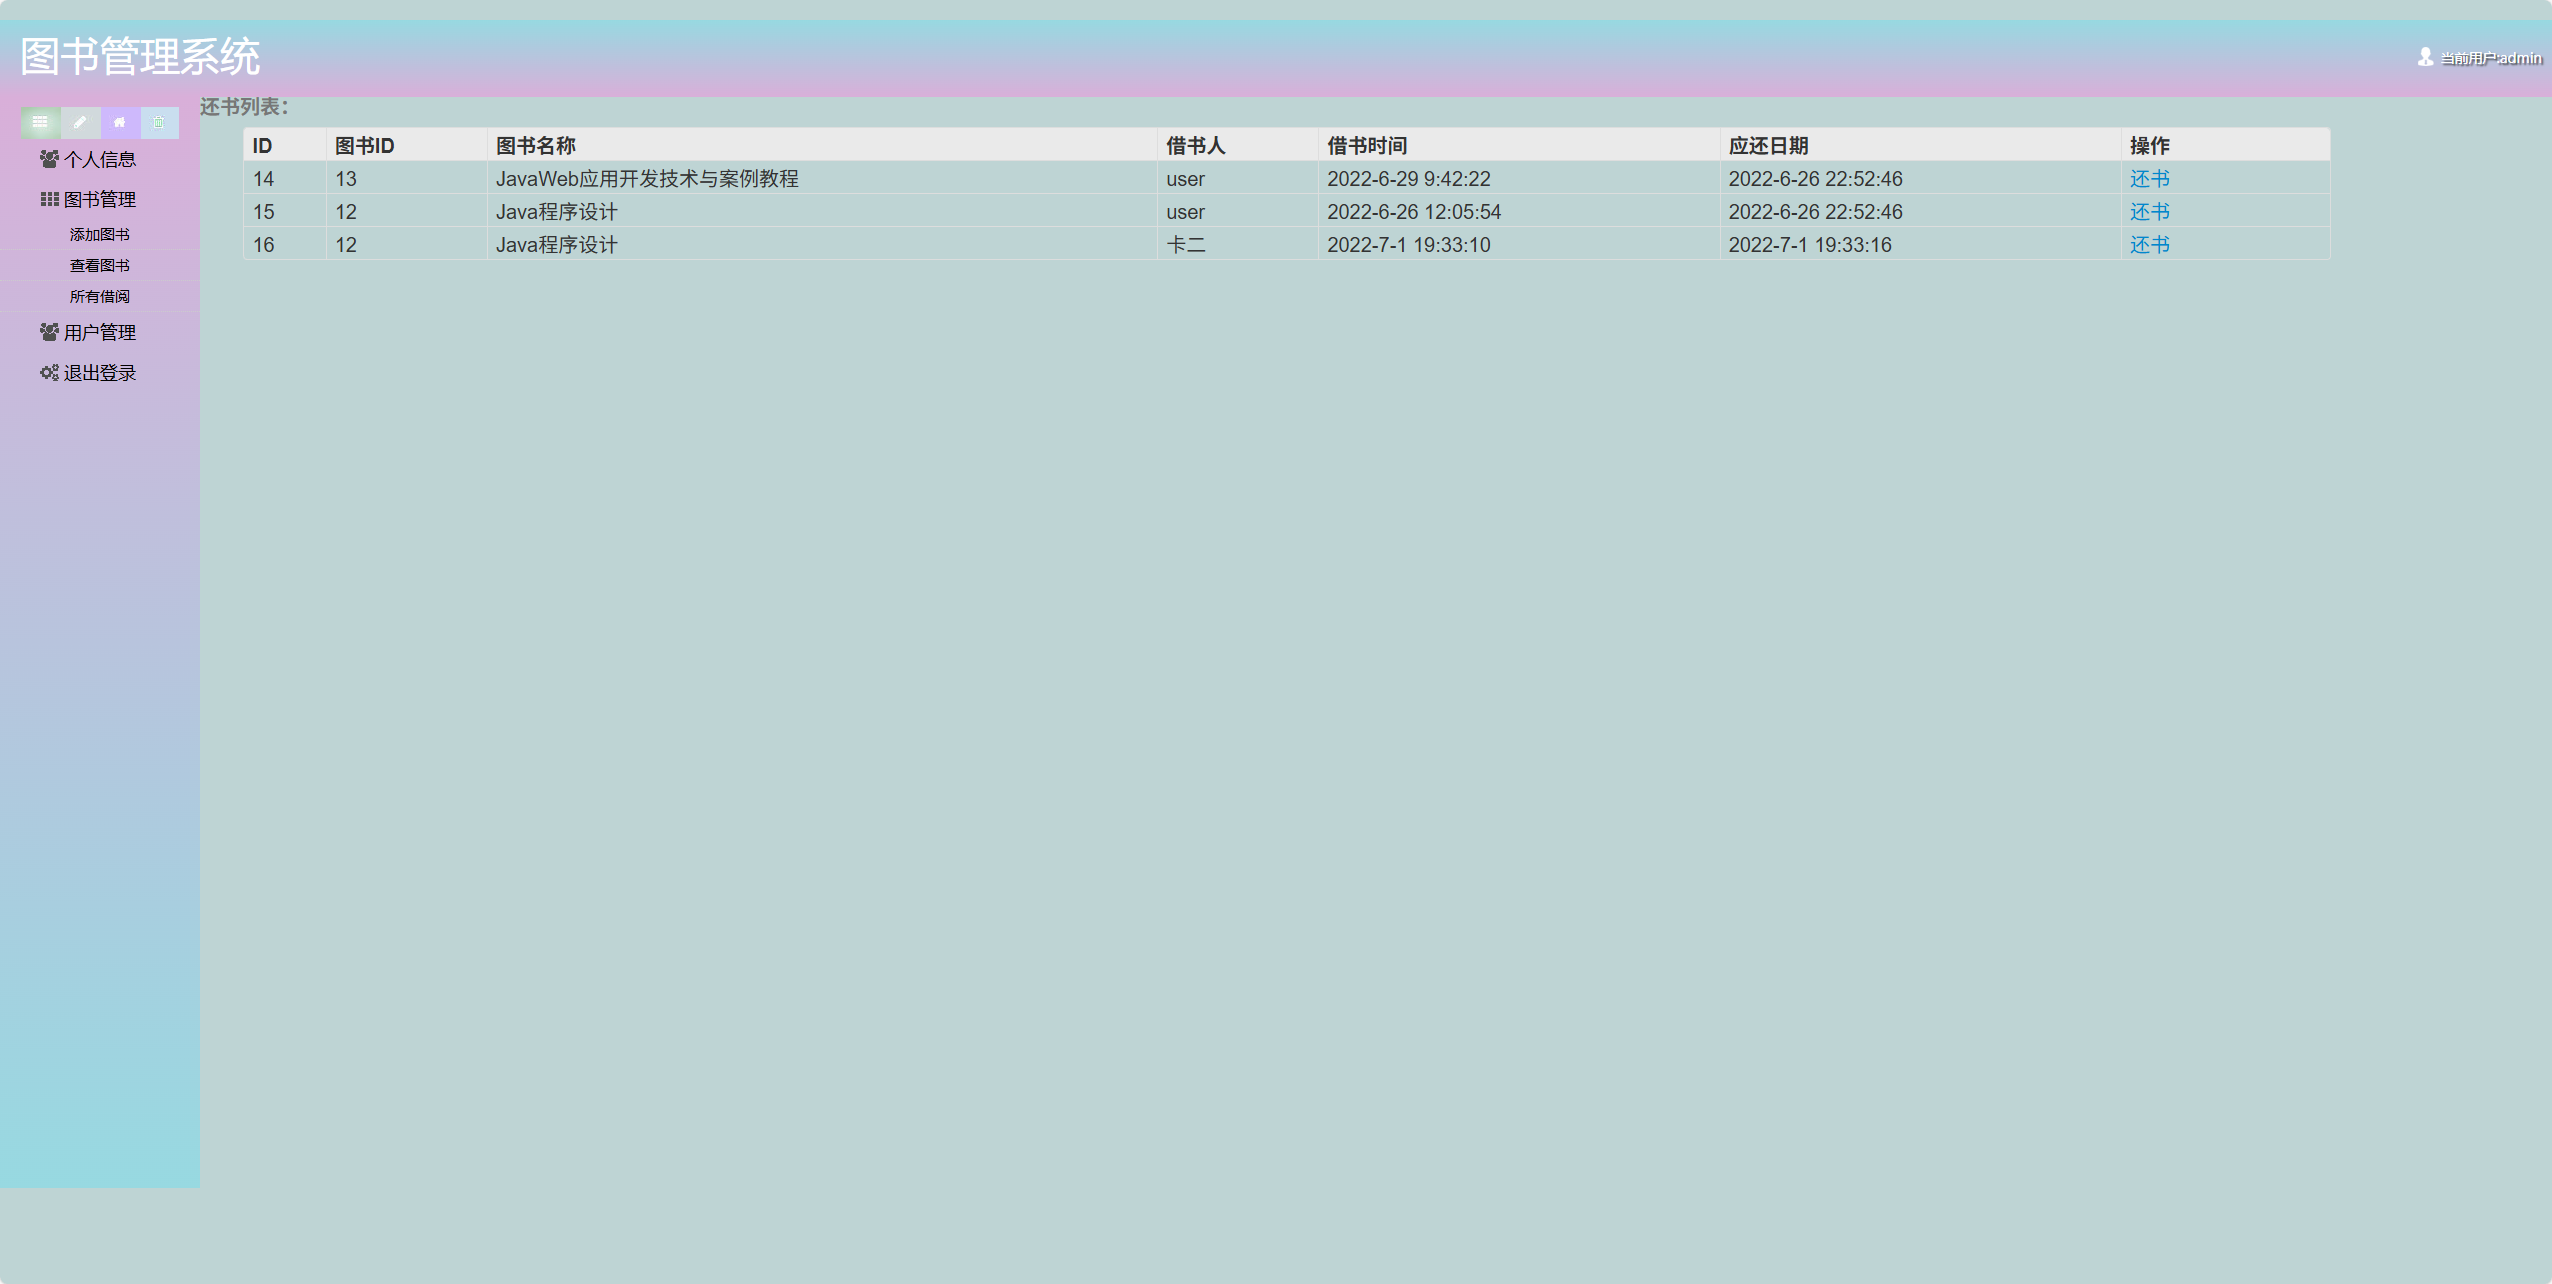 图书管理系统
当前用户:admin
还书列表：
个人信息
图书管理
添加图书
查看图书
所有借阅
用户管理
退出登录
ID 图书ID 图书名称 借书人 借书时间 应还日期 操作
14 13 JavaWeb应用开发技术与案例教程 user 2022-6-29 9:42:22 2022-6-26 22:52:46 还书
15 12 Java程序设计 user 2022-6-26 12:05:54 2022-6-26 22:52:46 还书
16 12 Java程序设计 卡二 2022-7-1 19:33:10 2022-7-1 19:33:16 还书